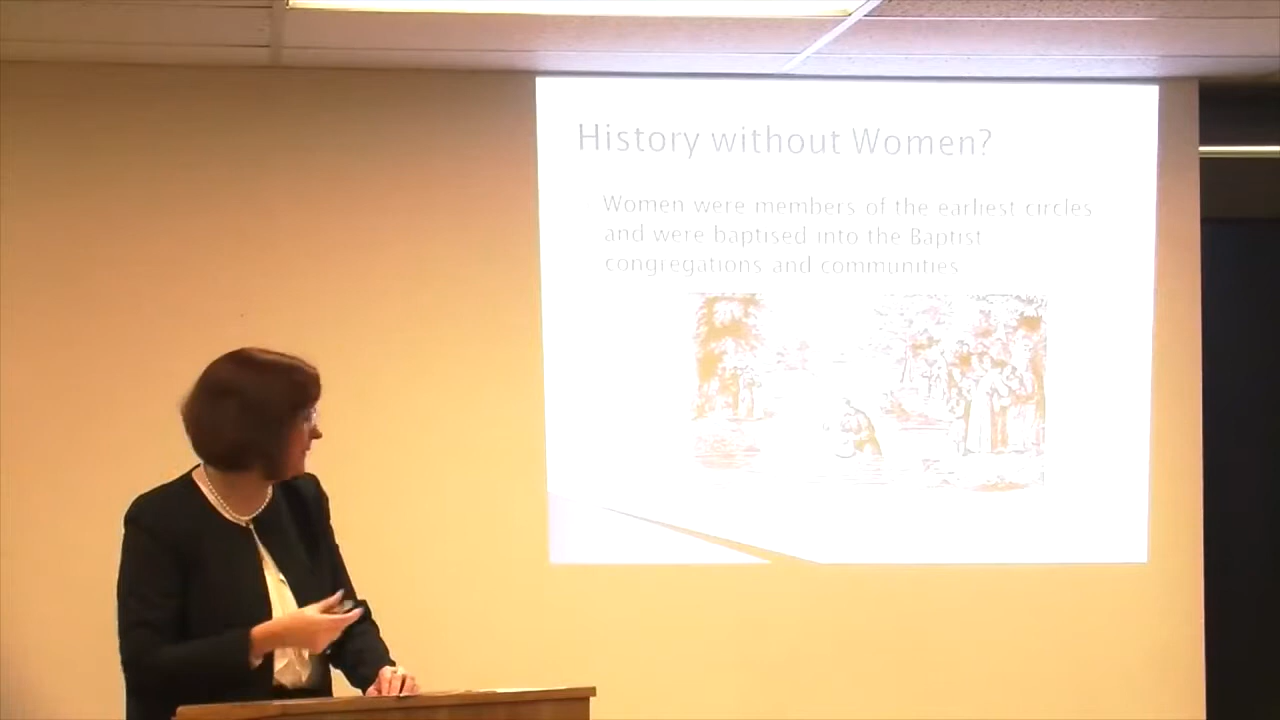 History without Women?
Women were members of the earliest circles
and were baptised into the Baptist
congregations and communities